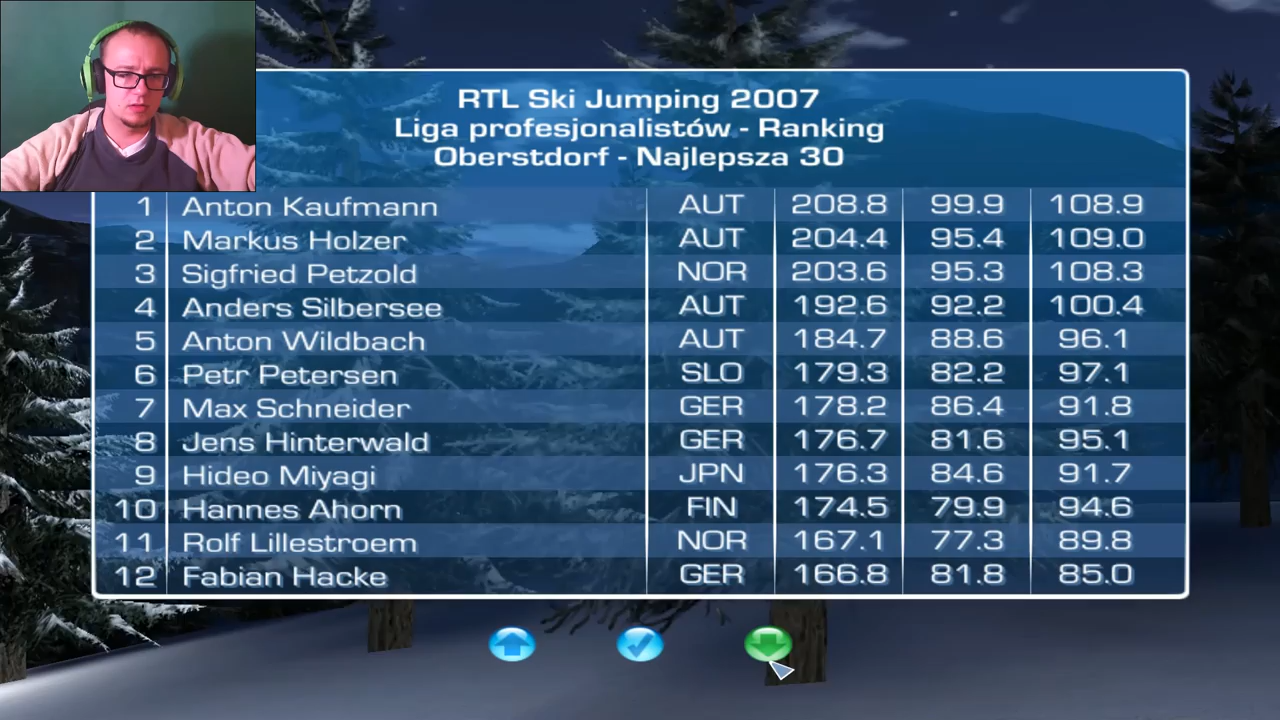 RTL Ski Jumping 2007
Liga profesjonalistów - Ranking
Oberstdorf - Najlepsza 30
1 Anton Kaufmann AUT 208.8 99.9 108.9
2 Markus Holzer AUT 204.4 95.4 109.0
3 Sigfried Petzold NOR 203.6 95.3 108.3
4 Anders Silbersee AUT 192.6 92.2 100.4
5 Anton Wildbach AUT 184.7 88.6 96.1
6 Petr Petersen SLO 179.3 82.2 97.1
7 Max Schneider GER 178.2 86.4 91.8
8 Jens Hinterwald GER 176.7 81.6 95.1
9 Hideo Miyagi JPN 176.3 84.6 91.7
10 Hannes Ahorn FIN 174.5 79.9 94.6
11 Rolf Lillestroem NOR 167.1 77.3 89.8
12 Fabian Hacke GER 166.8 81.8 85.0